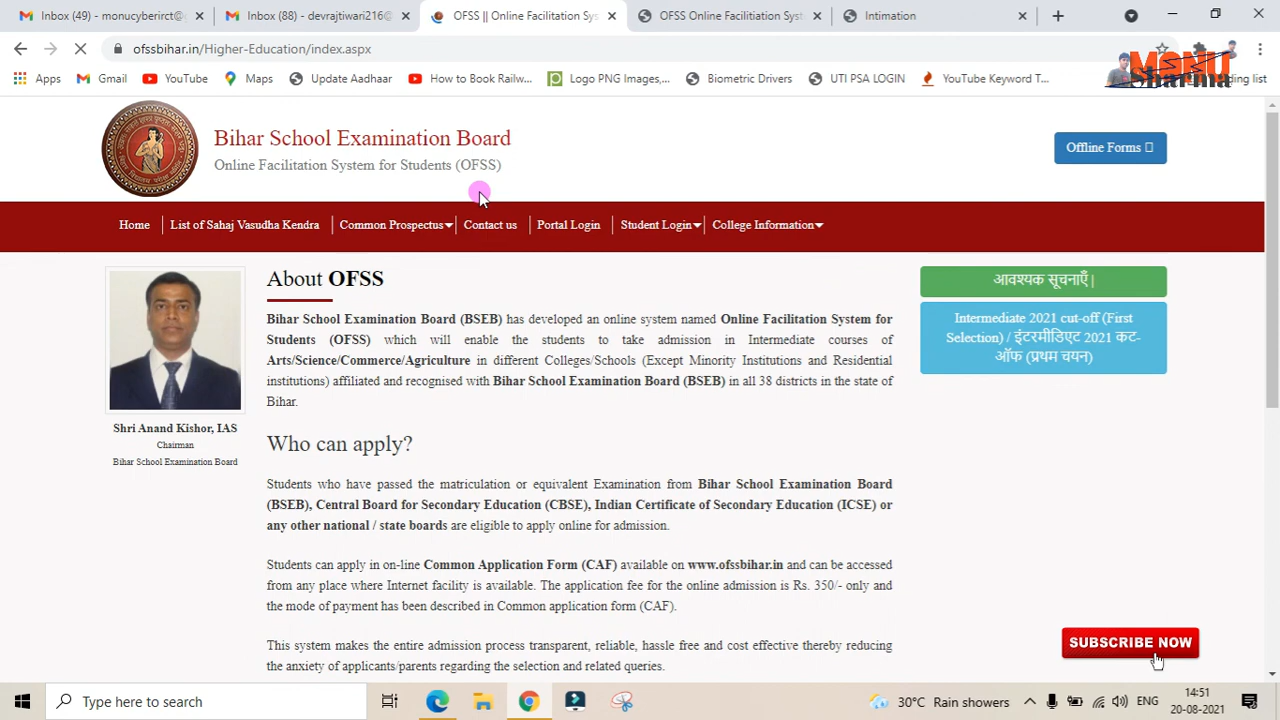 Inbox (49) - monucyberirct@g
Inbox (88) - devrajtiwari216@g
OFSS || Online Facilitation Sys
OFSS Online Facilitiation Syst
Intimation
ofssbihar.in/Higher-Education/index.aspx
Apps
Gmail
YouTube
Maps
Update Aadhaar
How to Book Railw...
Logo PNG Images,...
Biometric Drivers
UTI PSA LOGIN
YouTube Keyword T...
ding list
MONU
Sharma
Bihar School Examination Board
Online Facilitation System for Students (OFSS)
Offline Forms
Home
List of Sahaj Vasudha Kendra
Common Prospectus
Contact us
Portal Login
Student Login
College Information
About OFSS
Bihar School Examination Board (BSEB) has developed an online system named Online Facilitation System for
Students (OFSS) which will enable the students to take admission in Intermediate courses of
Arts/Science/Commerce/Agriculture in different Colleges/Schools (Except Minority Institutions and Residential
institutions) affiliated and recognised with Bihar School Examination Board (BSEB) in all 38 districts in the state of
Bihar.
Shri Anand Kishor, IAS
Chairman
Bihar School Examination Board
आवश्यक सूचनाएँ |
Intermediate 2021 cut-off (First
Selection) / इंटरमीडिएट 2021 कट-
ऑफ (प्रथम चयन)
Who can apply?
Students who have passed the matriculation or equivalent Examination from Bihar School Examination Board
(BSEB), Central Board for Secondary Education (CBSE), Indian Certificate of Secondary Education (ICSE) or
any other national / state boards are eligible to apply online for admission.
Students can apply in on-line Common Application Form (CAF) available on www.ofssbihar.in and can be accessed
from any place where Internet facility is available. The application fee for the online admission is Rs. 350/- only and
the mode of payment has been described in Common application form (CAF).
This system makes the entire admission process transparent, reliable, hassle free and cost effective thereby reducing
the anxiety of applicants/parents regarding the selection and related queries.
SUBSCRIBE NOW
Type here to search
30°C Rain showers
ENG
14:51
20-08-2021